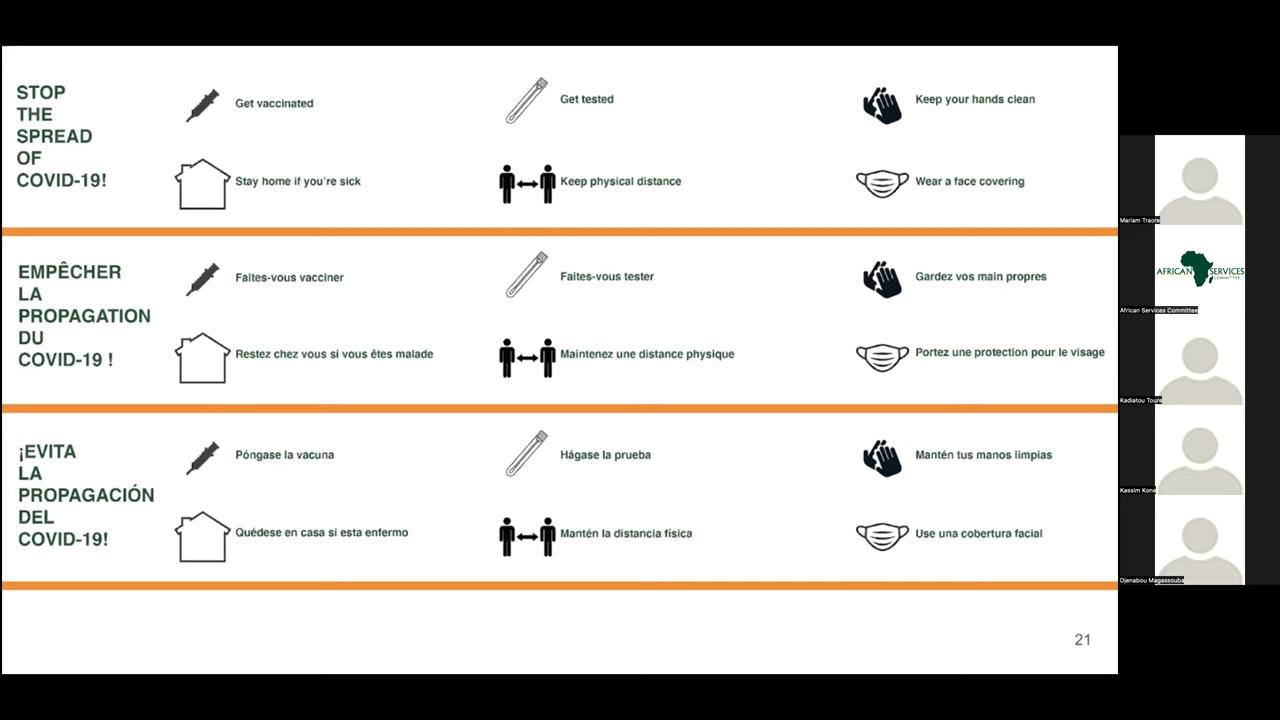 STOP
THE
SPREAD
OF
COVID-19!
Get vaccinated
Get tested
Keep your hands clean
Stay home if you're sick
Keep physical distance
Wear a face covering
EMPÊCHER
LA
PROPAGATION
DU
COVID-19 !
Faites-vous vacciner
Faites-vous tester
Gardez vos main propres
Restez chez vous si vous êtes malade
Maintenez une distance physique
Portez une protection pour le visage
¡EVITA
LA
PROPAGACIÓN
DEL
COVID-19!
Póngase la vacuna
Hágase la prueba
Mantén tus manos limpias
Quédese en casa si esta enfermo
Mantén la distancia física
Use una cobertura facial
21
Mariam Traore
AFRICAN SERVICES
COMMITTEE
African Services Committee
Kadiatou Toure
Kassim Kone
Djenabou Magassouba